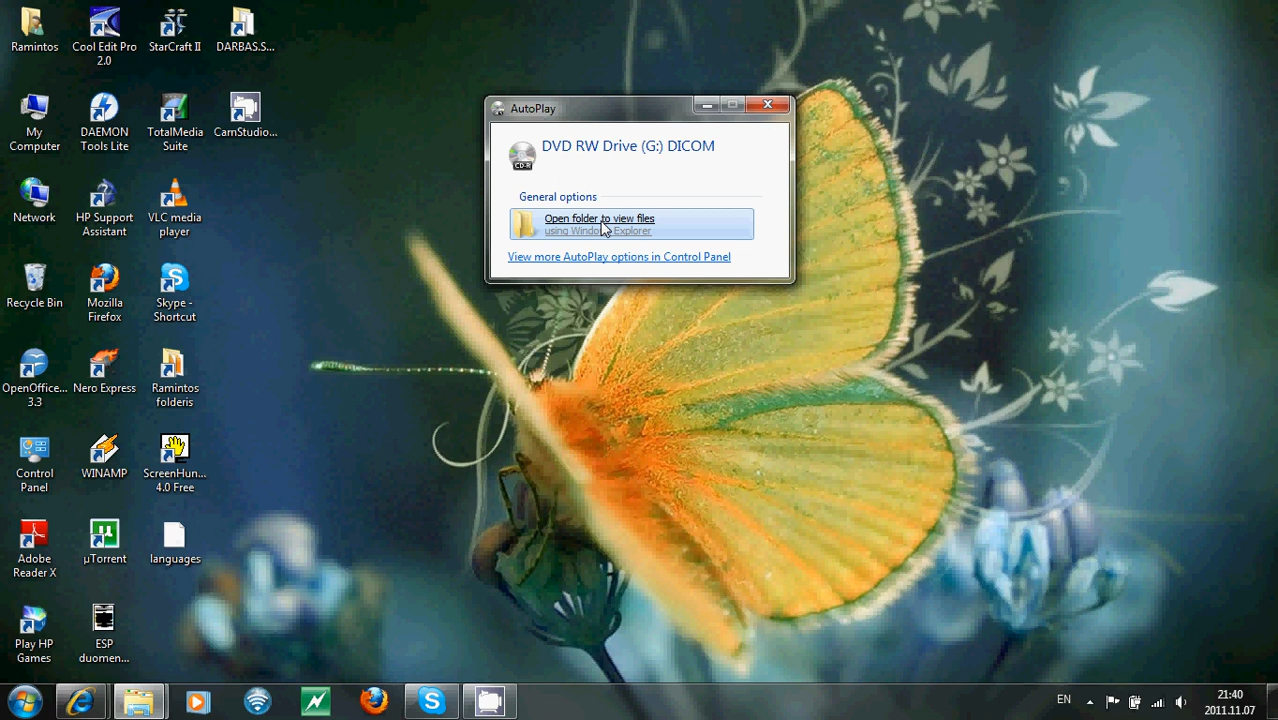 Ramintos
Cool Edit Pro
2.0
StarCraft II
DARBAS.S...
My
Computer
DAEMON
Tools Lite
TotalMedia
Suite
CamStudio...
Network
HP Support
Assistant
VLC media
player
Recycle Bin
Mozilla
Firefox
Skype -
Shortcut
OpenOffice...
3.3
Nero Express
Ramintos
folderis
Control
Panel
WINAMP
ScreenHun...
4.0 Free
Adobe
Reader X
µTorrent
languages
Play HP
Games
ESP
duomen...
AutoPlay
DVD RW Drive (G:) DICOM
CD-R
General options
Open folder to view files
using Windows Explorer
View more AutoPlay options in Control Panel
EN
21:40
2011.11.07